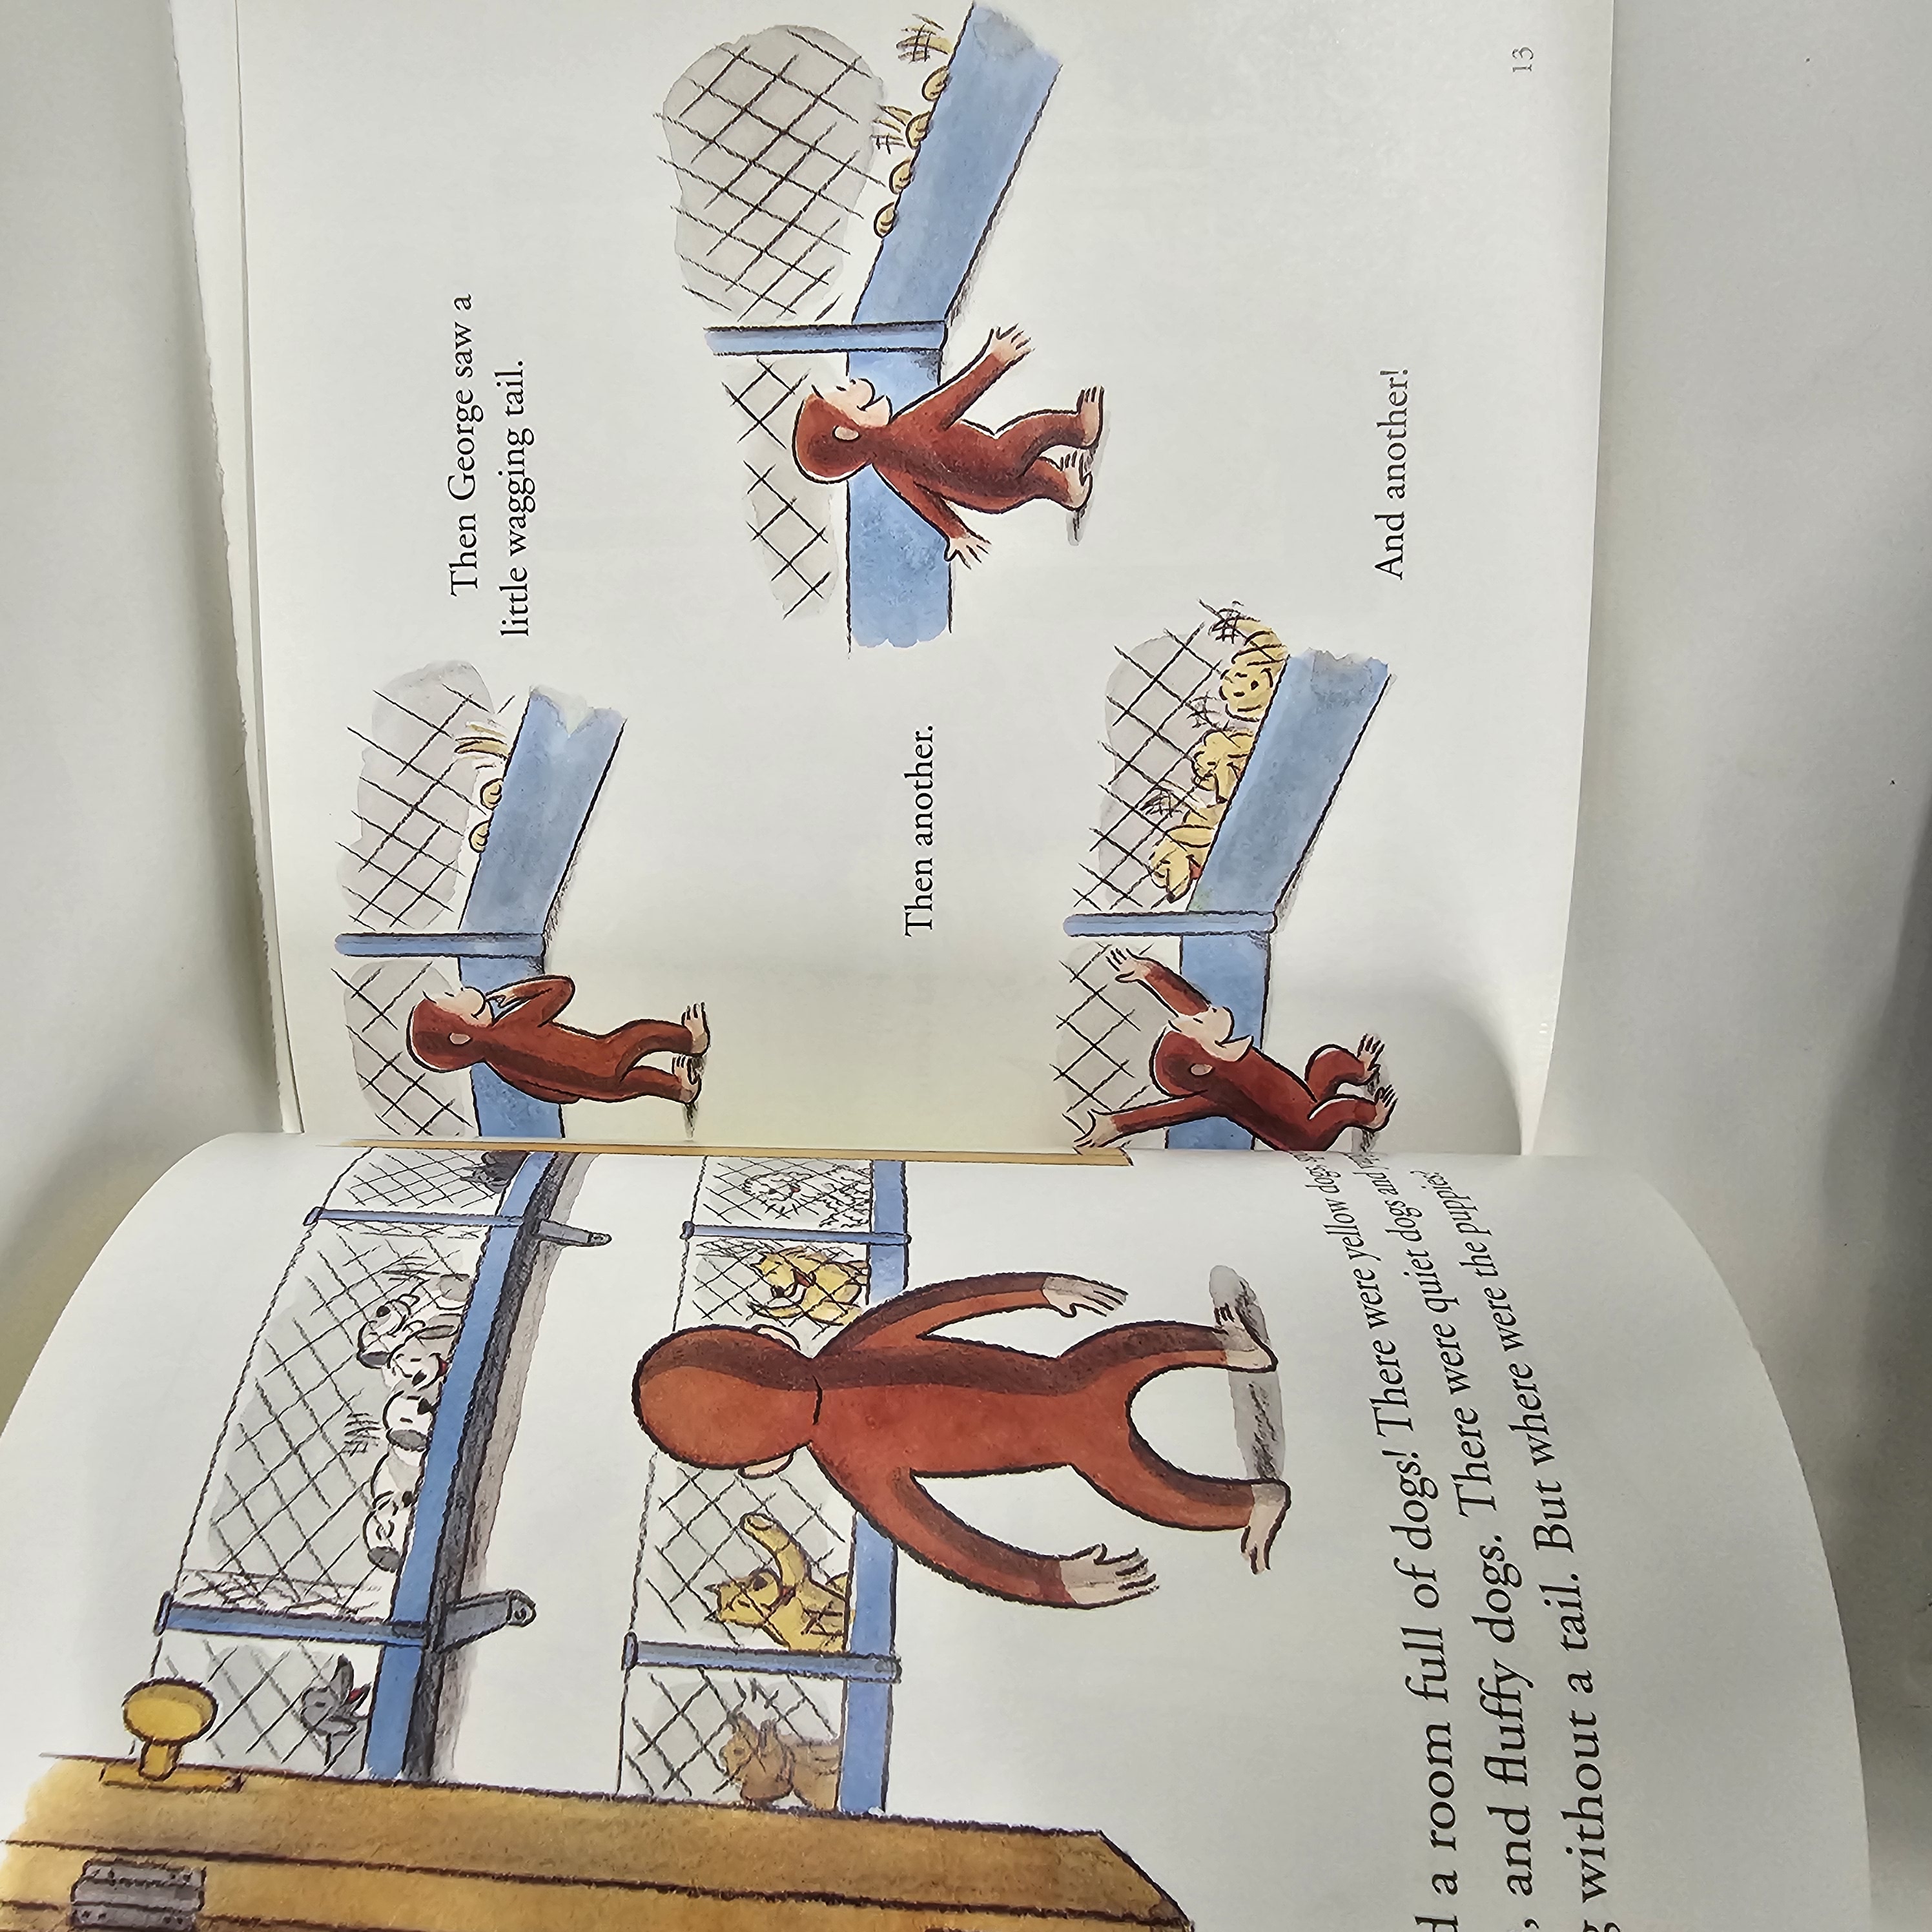 a room full of dogs! There were yellow dogs,
, and fluffy dogs. There were quiet dogs and
without a tail. But where were the puppies?
Then George saw a
little wagging tail.
Then another.
And another!
13